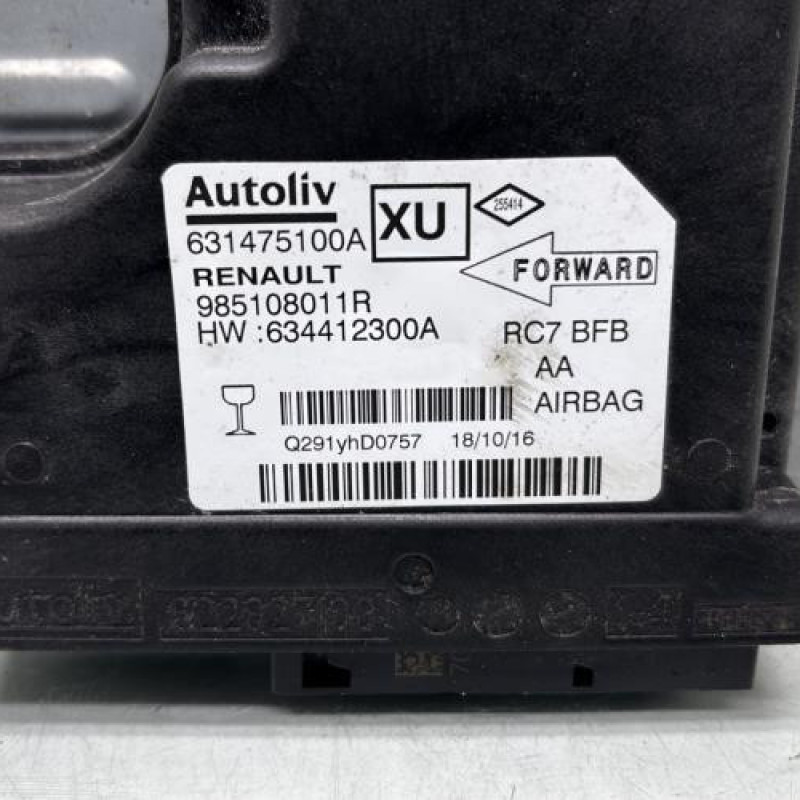 Autoliv
XU
255414
631475100A
RENAULT
FORWARD
985108011R
HW :634412300A
RC7 BFB
AA
AIRBAG
Q291yhD0757 18/10/16